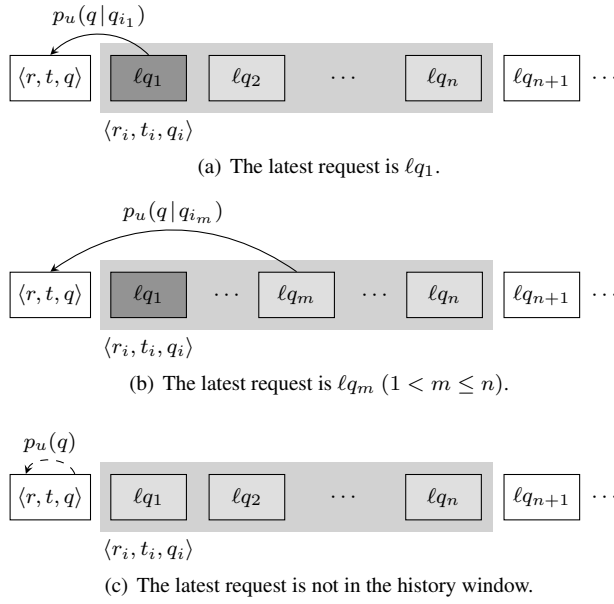 p_u(q | q_{i_1})
⟨r, t, q⟩ ℓq_1 ℓq_2 ⋯ ℓq_n ℓq_{n+1} ⋯
⟨r_i, t_i, q_i⟩
(a) The latest request is ℓq_1.
p_u(q | q_{i_m})
⟨r, t, q⟩ ℓq_1 ⋯ ℓq_m ⋯ ℓq_n ℓq_{n+1} ⋯
⟨r_i, t_i, q_i⟩
(b) The latest request is ℓq_m (1 < m ≤ n).
p_u(q)
⟨r, t, q⟩ ℓq_1 ℓq_2 ⋯ ℓq_n ℓq_{n+1} ⋯
⟨r_i, t_i, q_i⟩
(c) The latest request is not in the history window.